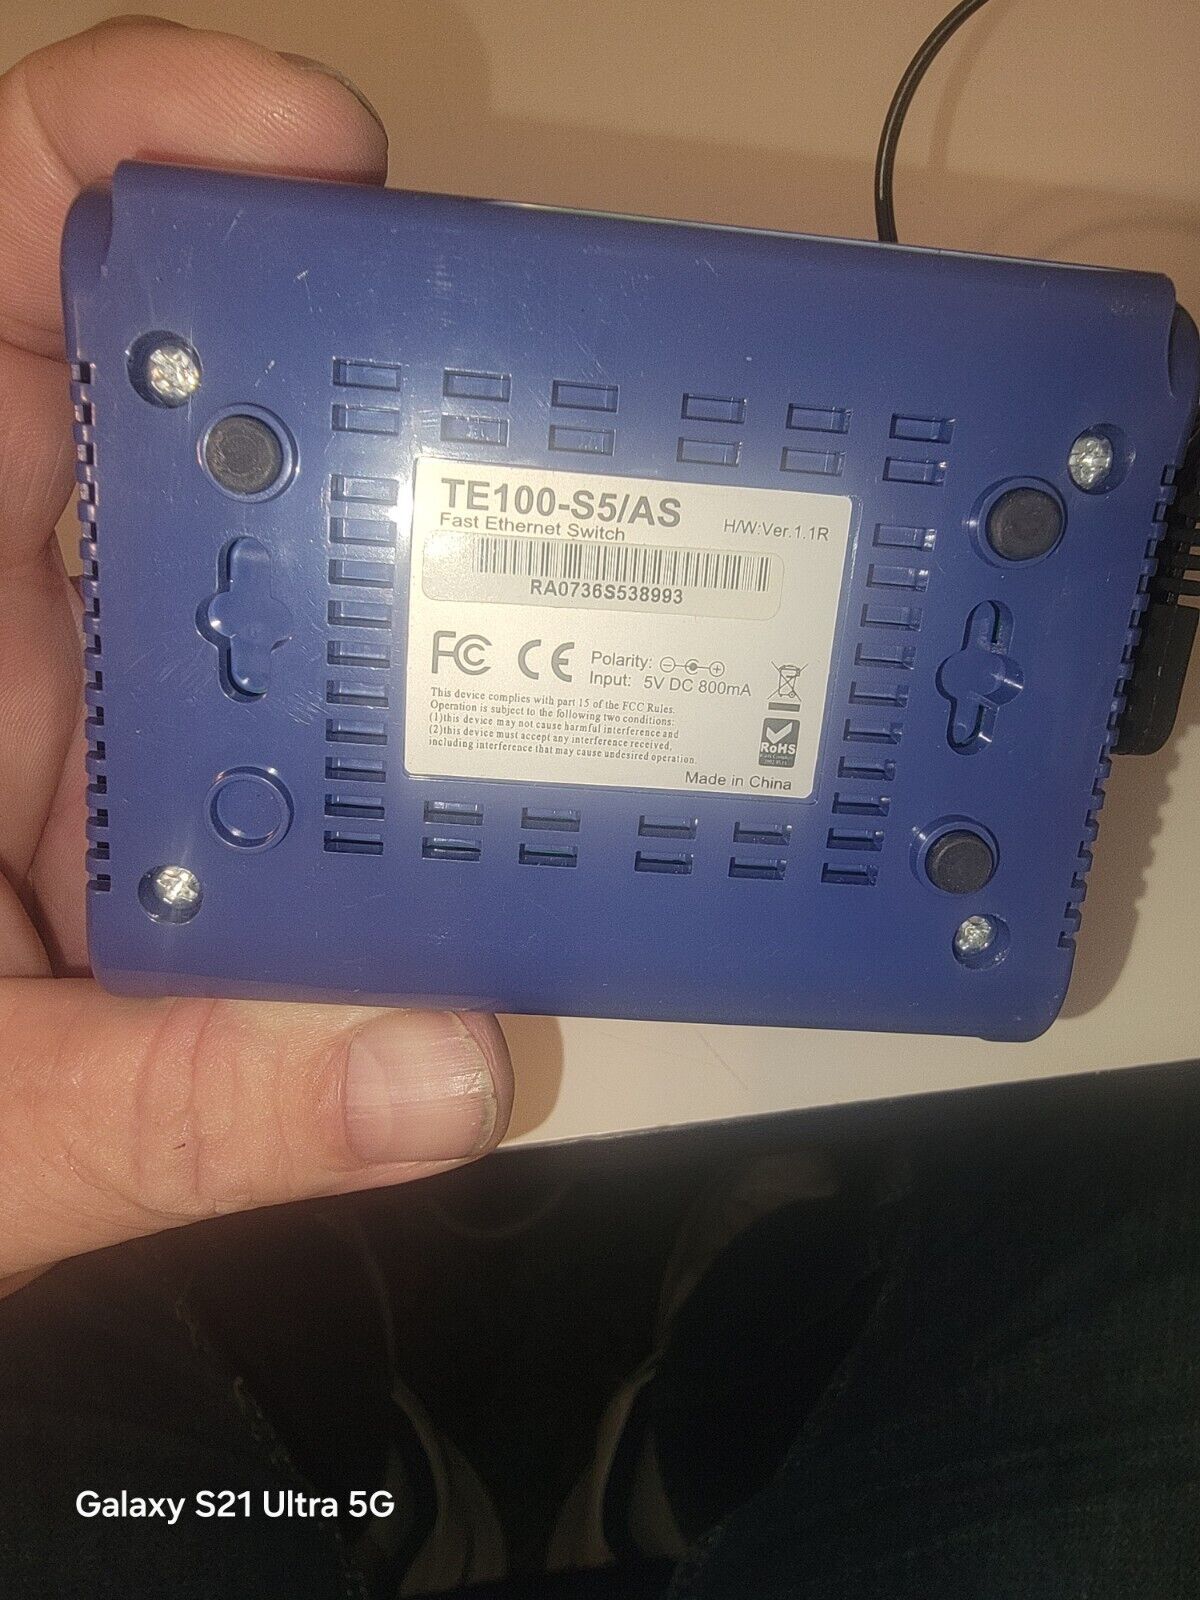 TE100-S5/AS
Fast Ethernet Switch
H/W:Ver.1.1R
RA0736S538993
FC CE
Polarity:
Input: 5V DC 800mA
This device complies with part 15 of the FCC Rules.
Operation is subject to the following two conditions:
(1)this device may not cause harmful interference and
(2)this device must accept any interference received,
including interference that may cause undesired operation.
RoHS
Made in China
Galaxy S21 Ultra 5G